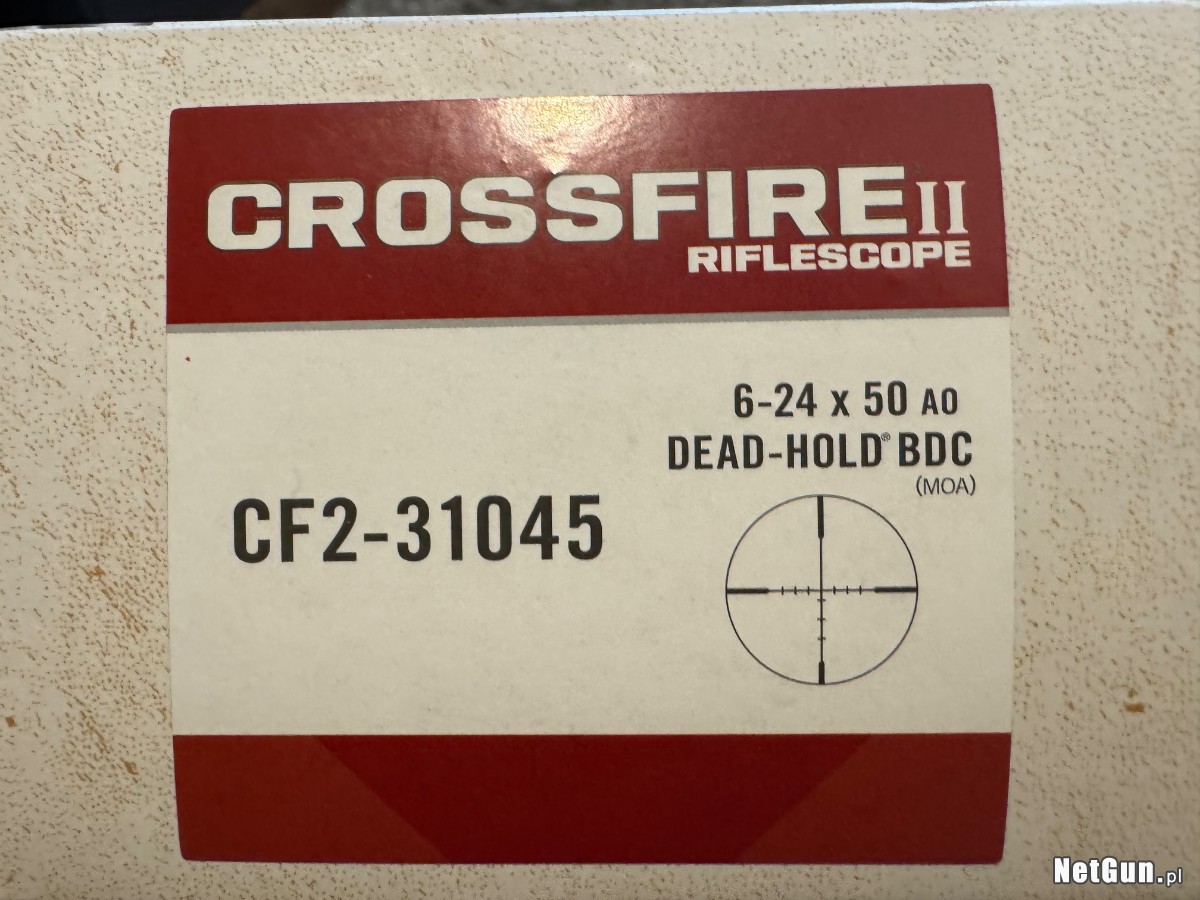 CROSSFIRE II
RIFLESCOPE
6-24 x 50 AO
DEAD-HOLD® BDC
(MOA)
CF2-31045
NetGun.pl